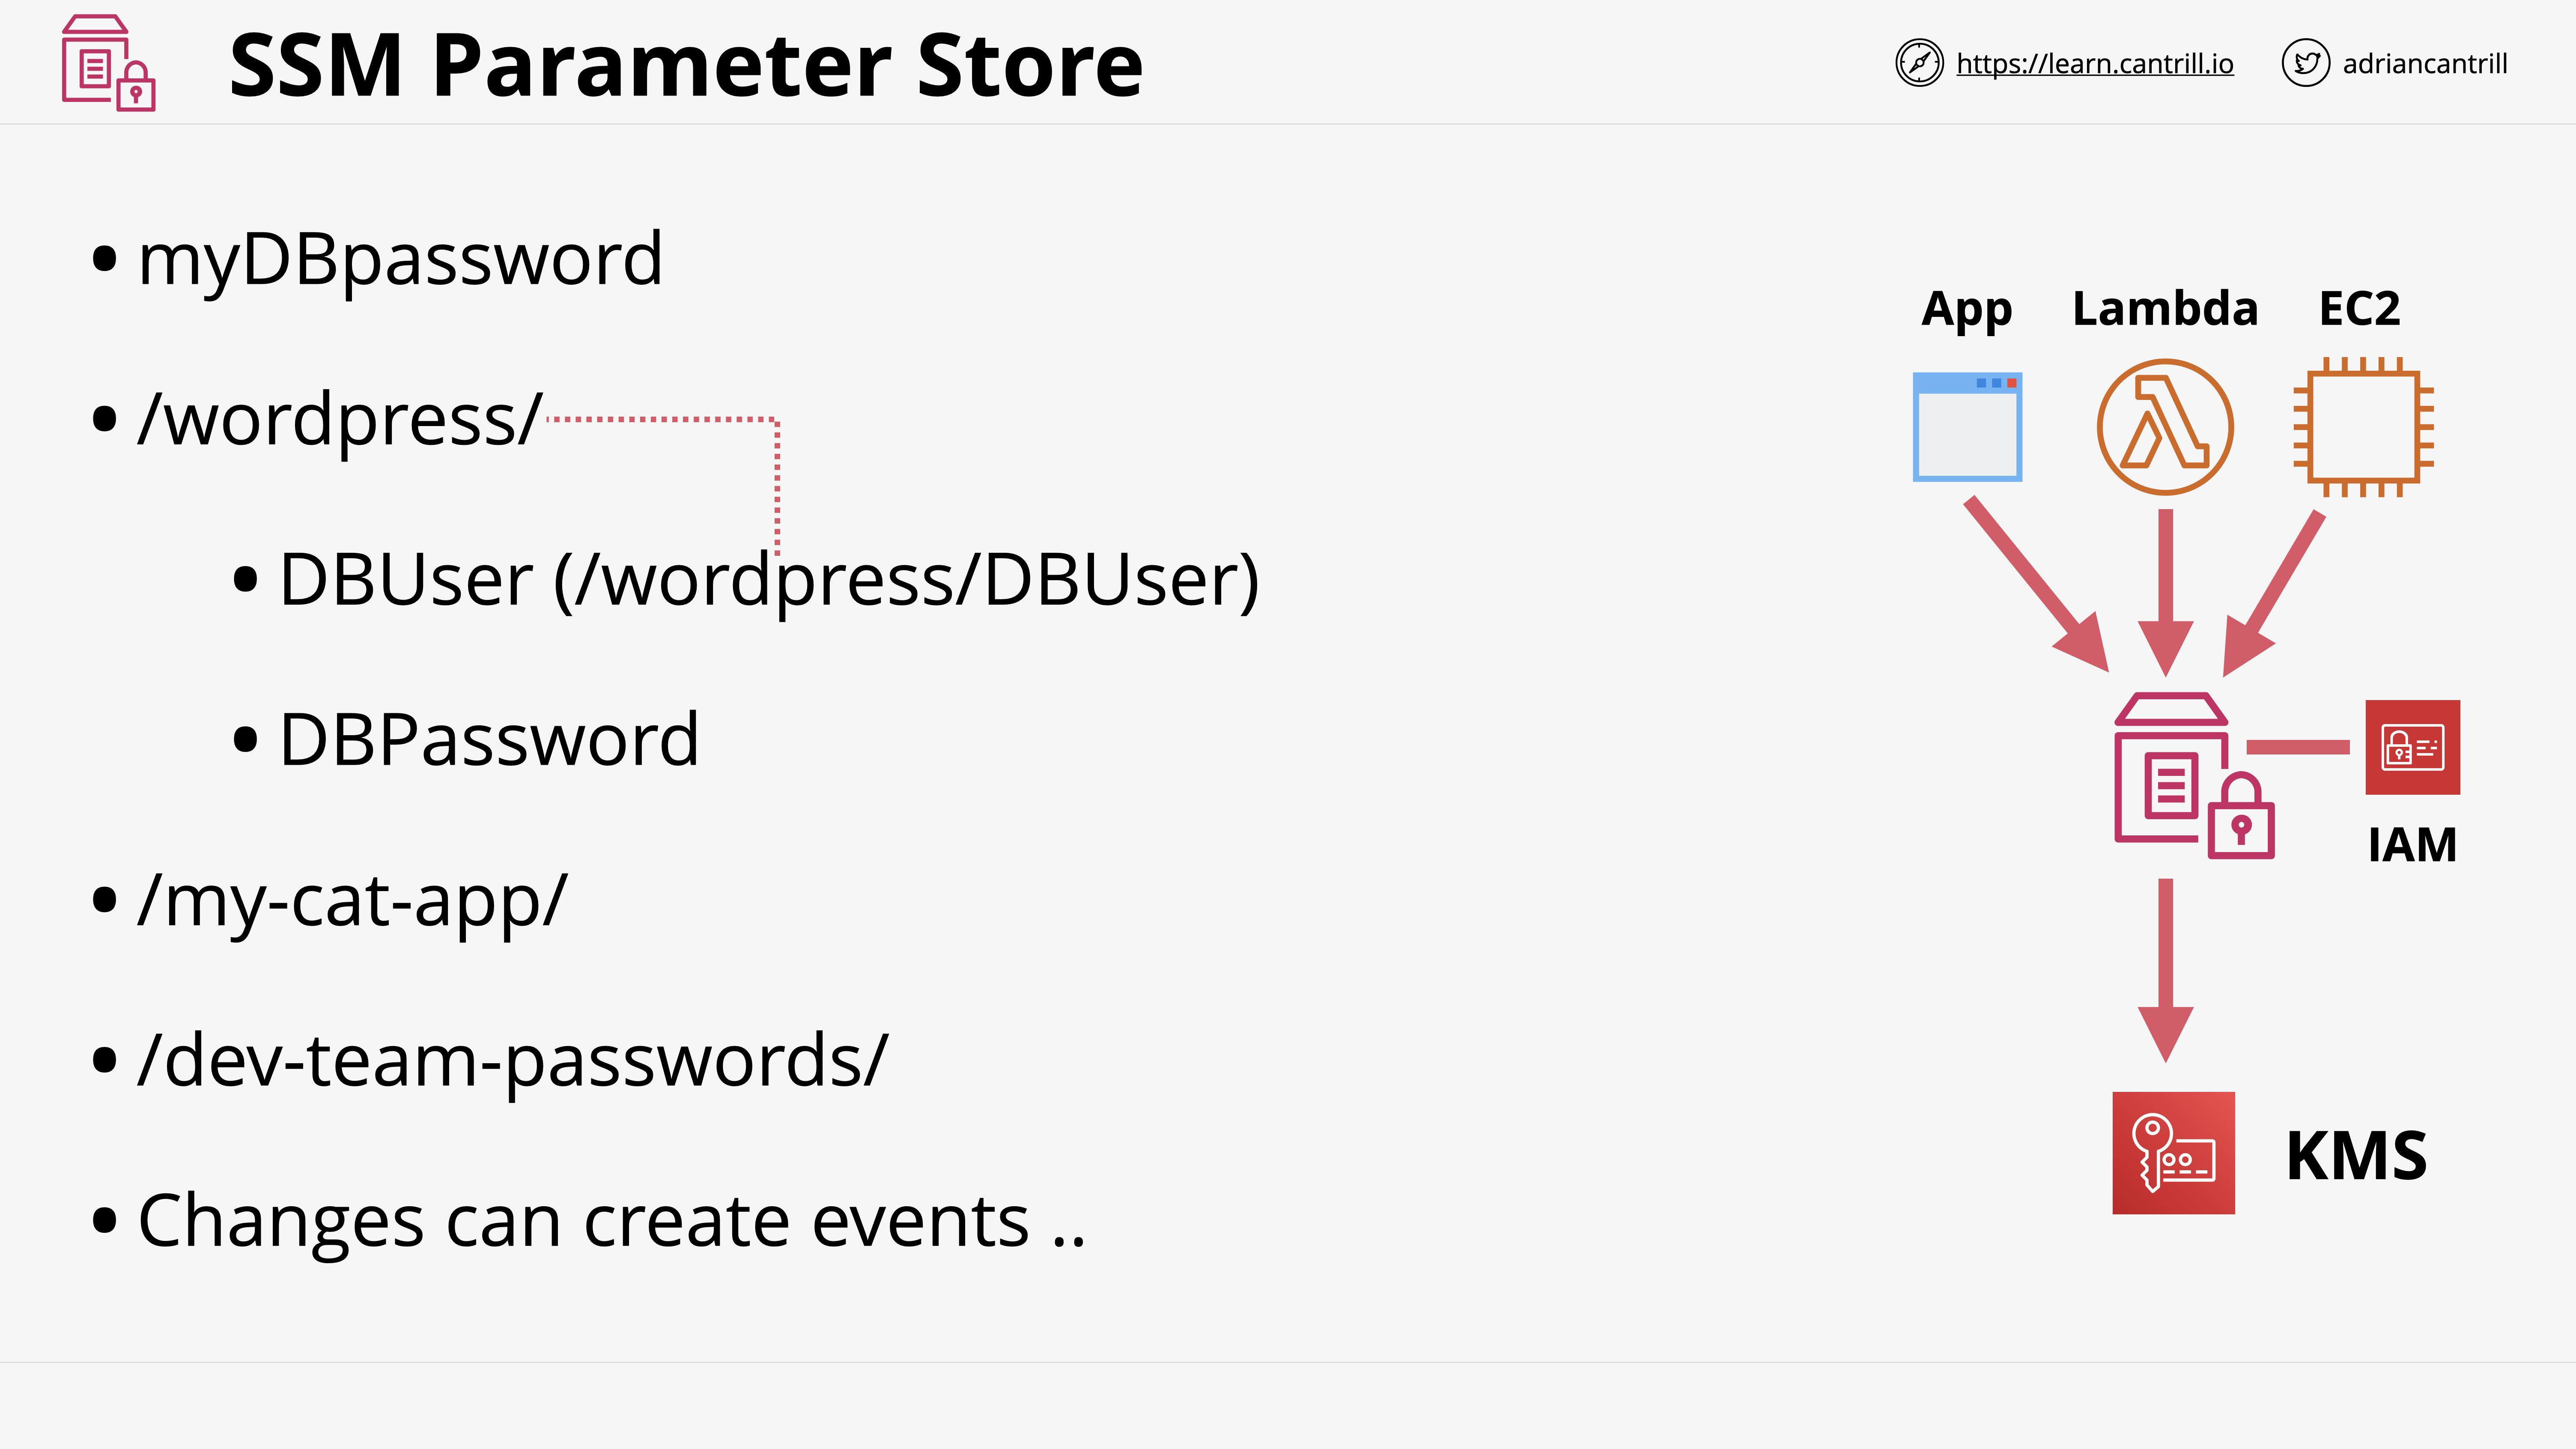 SSM Parameter Store
https://learn.cantrill.io
adriancantrill
• myDBpassword
• /wordpress/
• DBUser (/wordpress/DBUser)
• DBPassword
• /my-cat-app/
• /dev-team-passwords/
• Changes can create events ..
App Lambda EC2
IAM
KMS